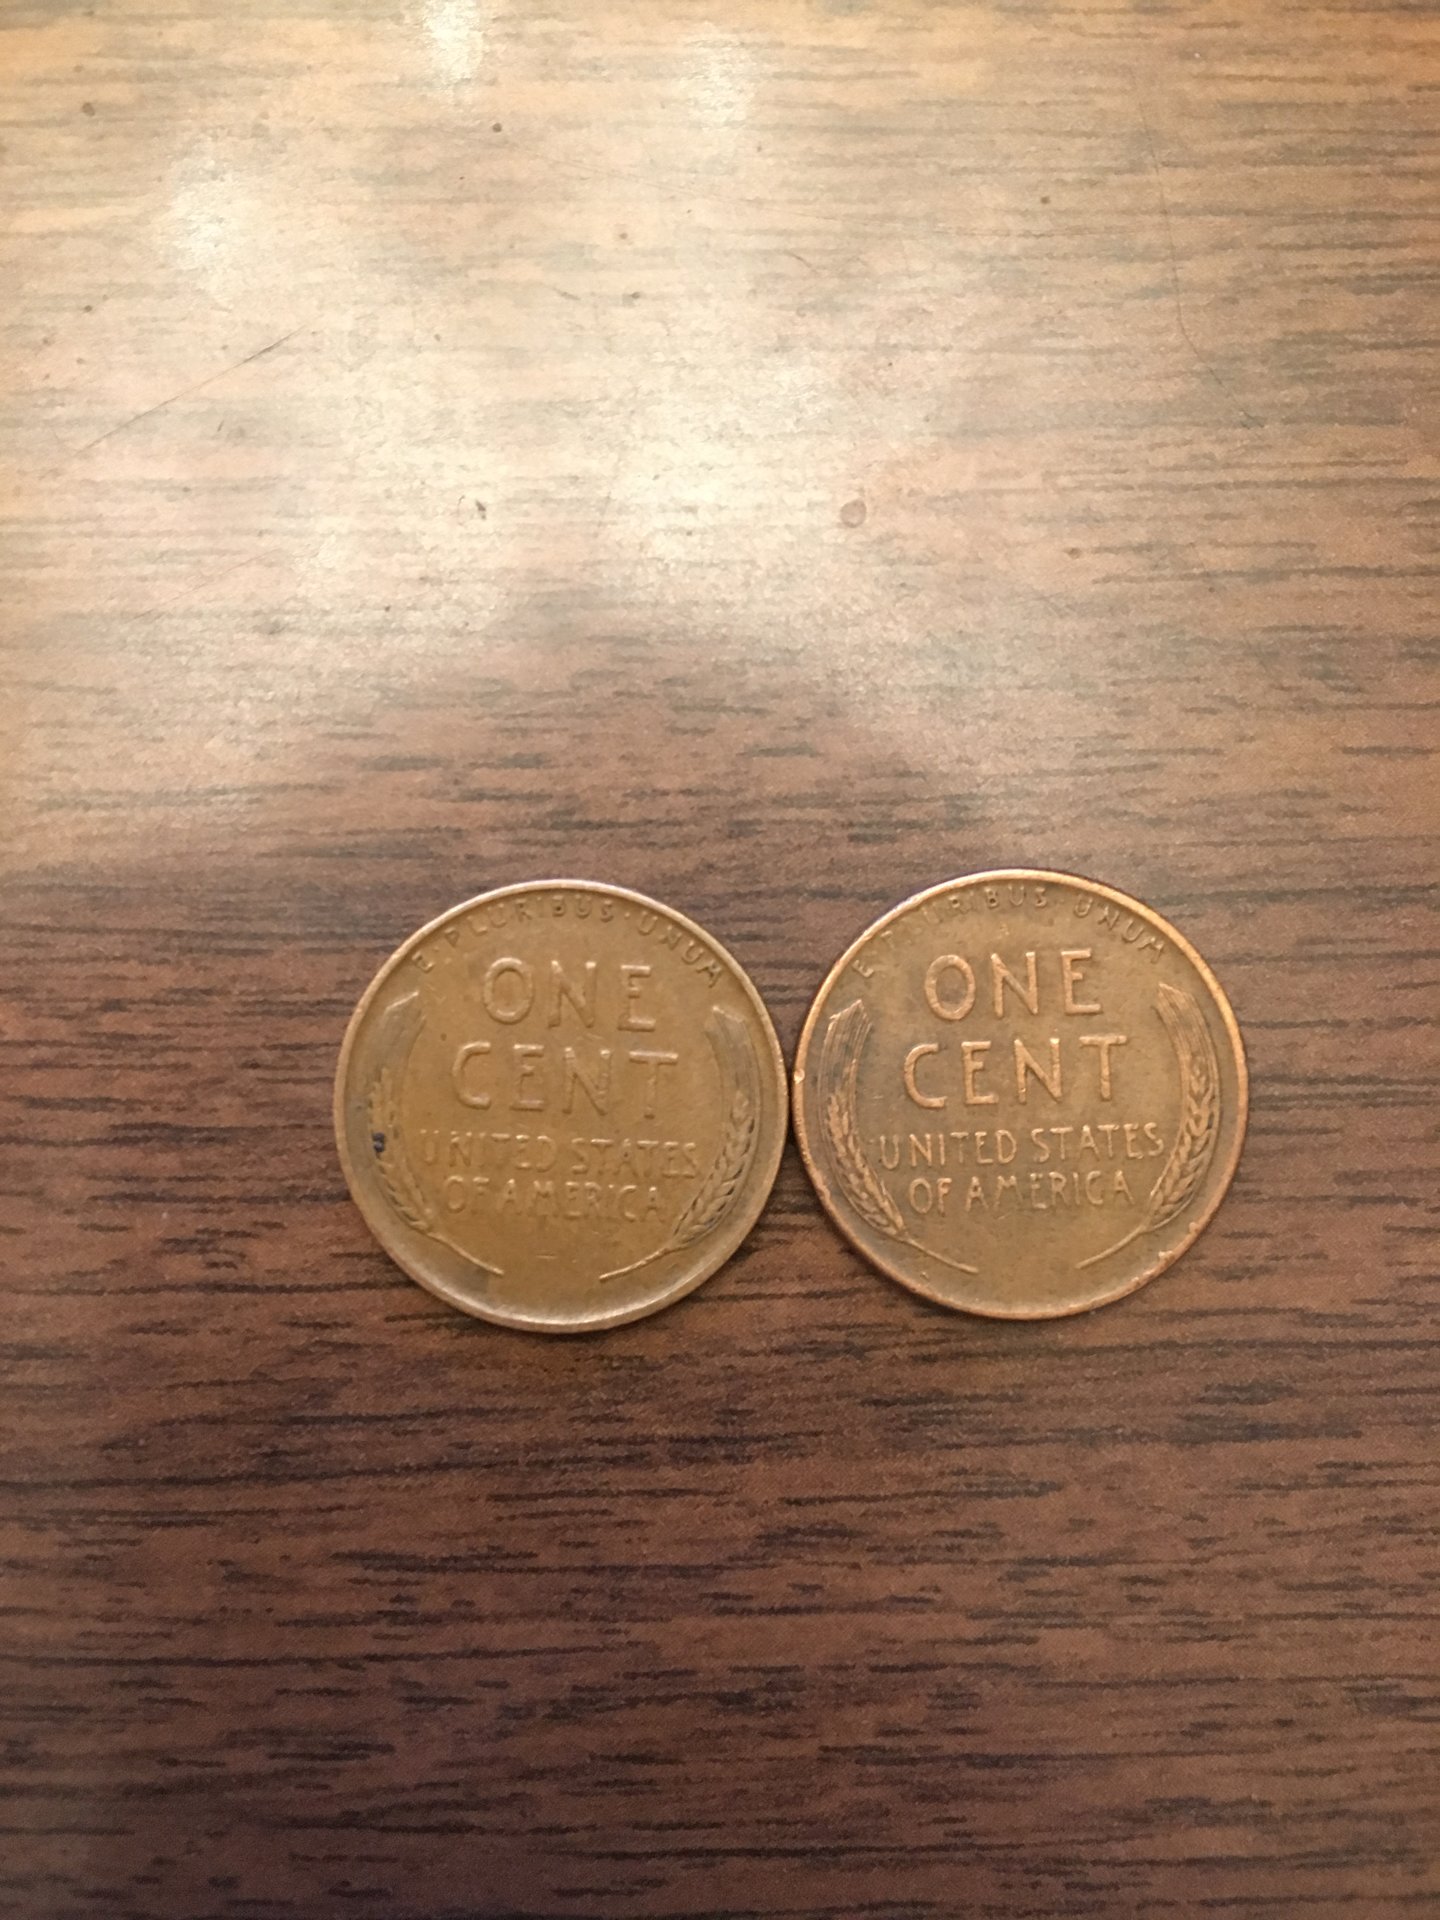 E·PLURIBUS·UNUM
ONE
CENT
UNITED STATES
OF AMERICA
E·PLURIBUS·UNUM
ONE
CENT
UNITED STATES
OF AMERICA